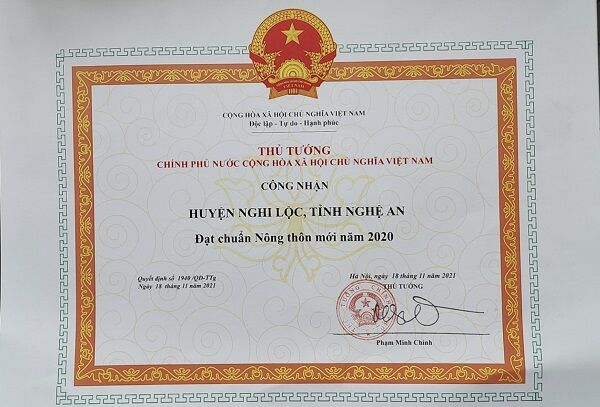 CỘNG HÒA XÃ HỘI CHỦ NGHĨA VIỆT NAM
Độc lập - Tự do - Hạnh phúc
THỦ TƯỚNG
CHÍNH PHỦ NƯỚC CỘNG HÒA XÃ HỘI CHỦ NGHĨA VIỆT NAM
CÔNG NHẬN
HUYỆN NGHI LỘC, TỈNH NGHỆ AN
Đạt chuẩn Nông thôn mới năm 2020
Quyết định số 1940 /QĐ-TTg
Ngày 18 tháng 11 năm 2021
Hà Nội, ngày 18 tháng 11 năm 2021
THỦ TƯỚNG
Phạm Minh Chính